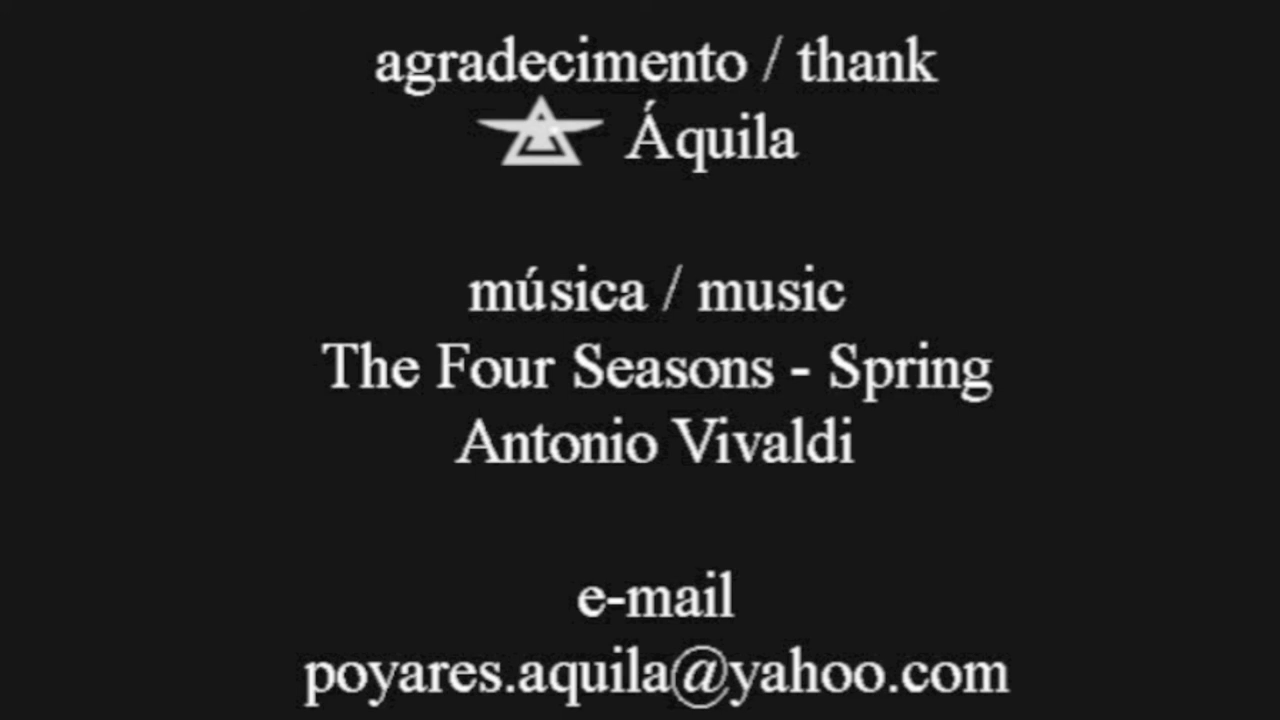 agradecimento / thank
Áquila
música / music
The Four Seasons - Spring
Antonio Vivaldi
e-mail
poyares.aquila@yahoo.com